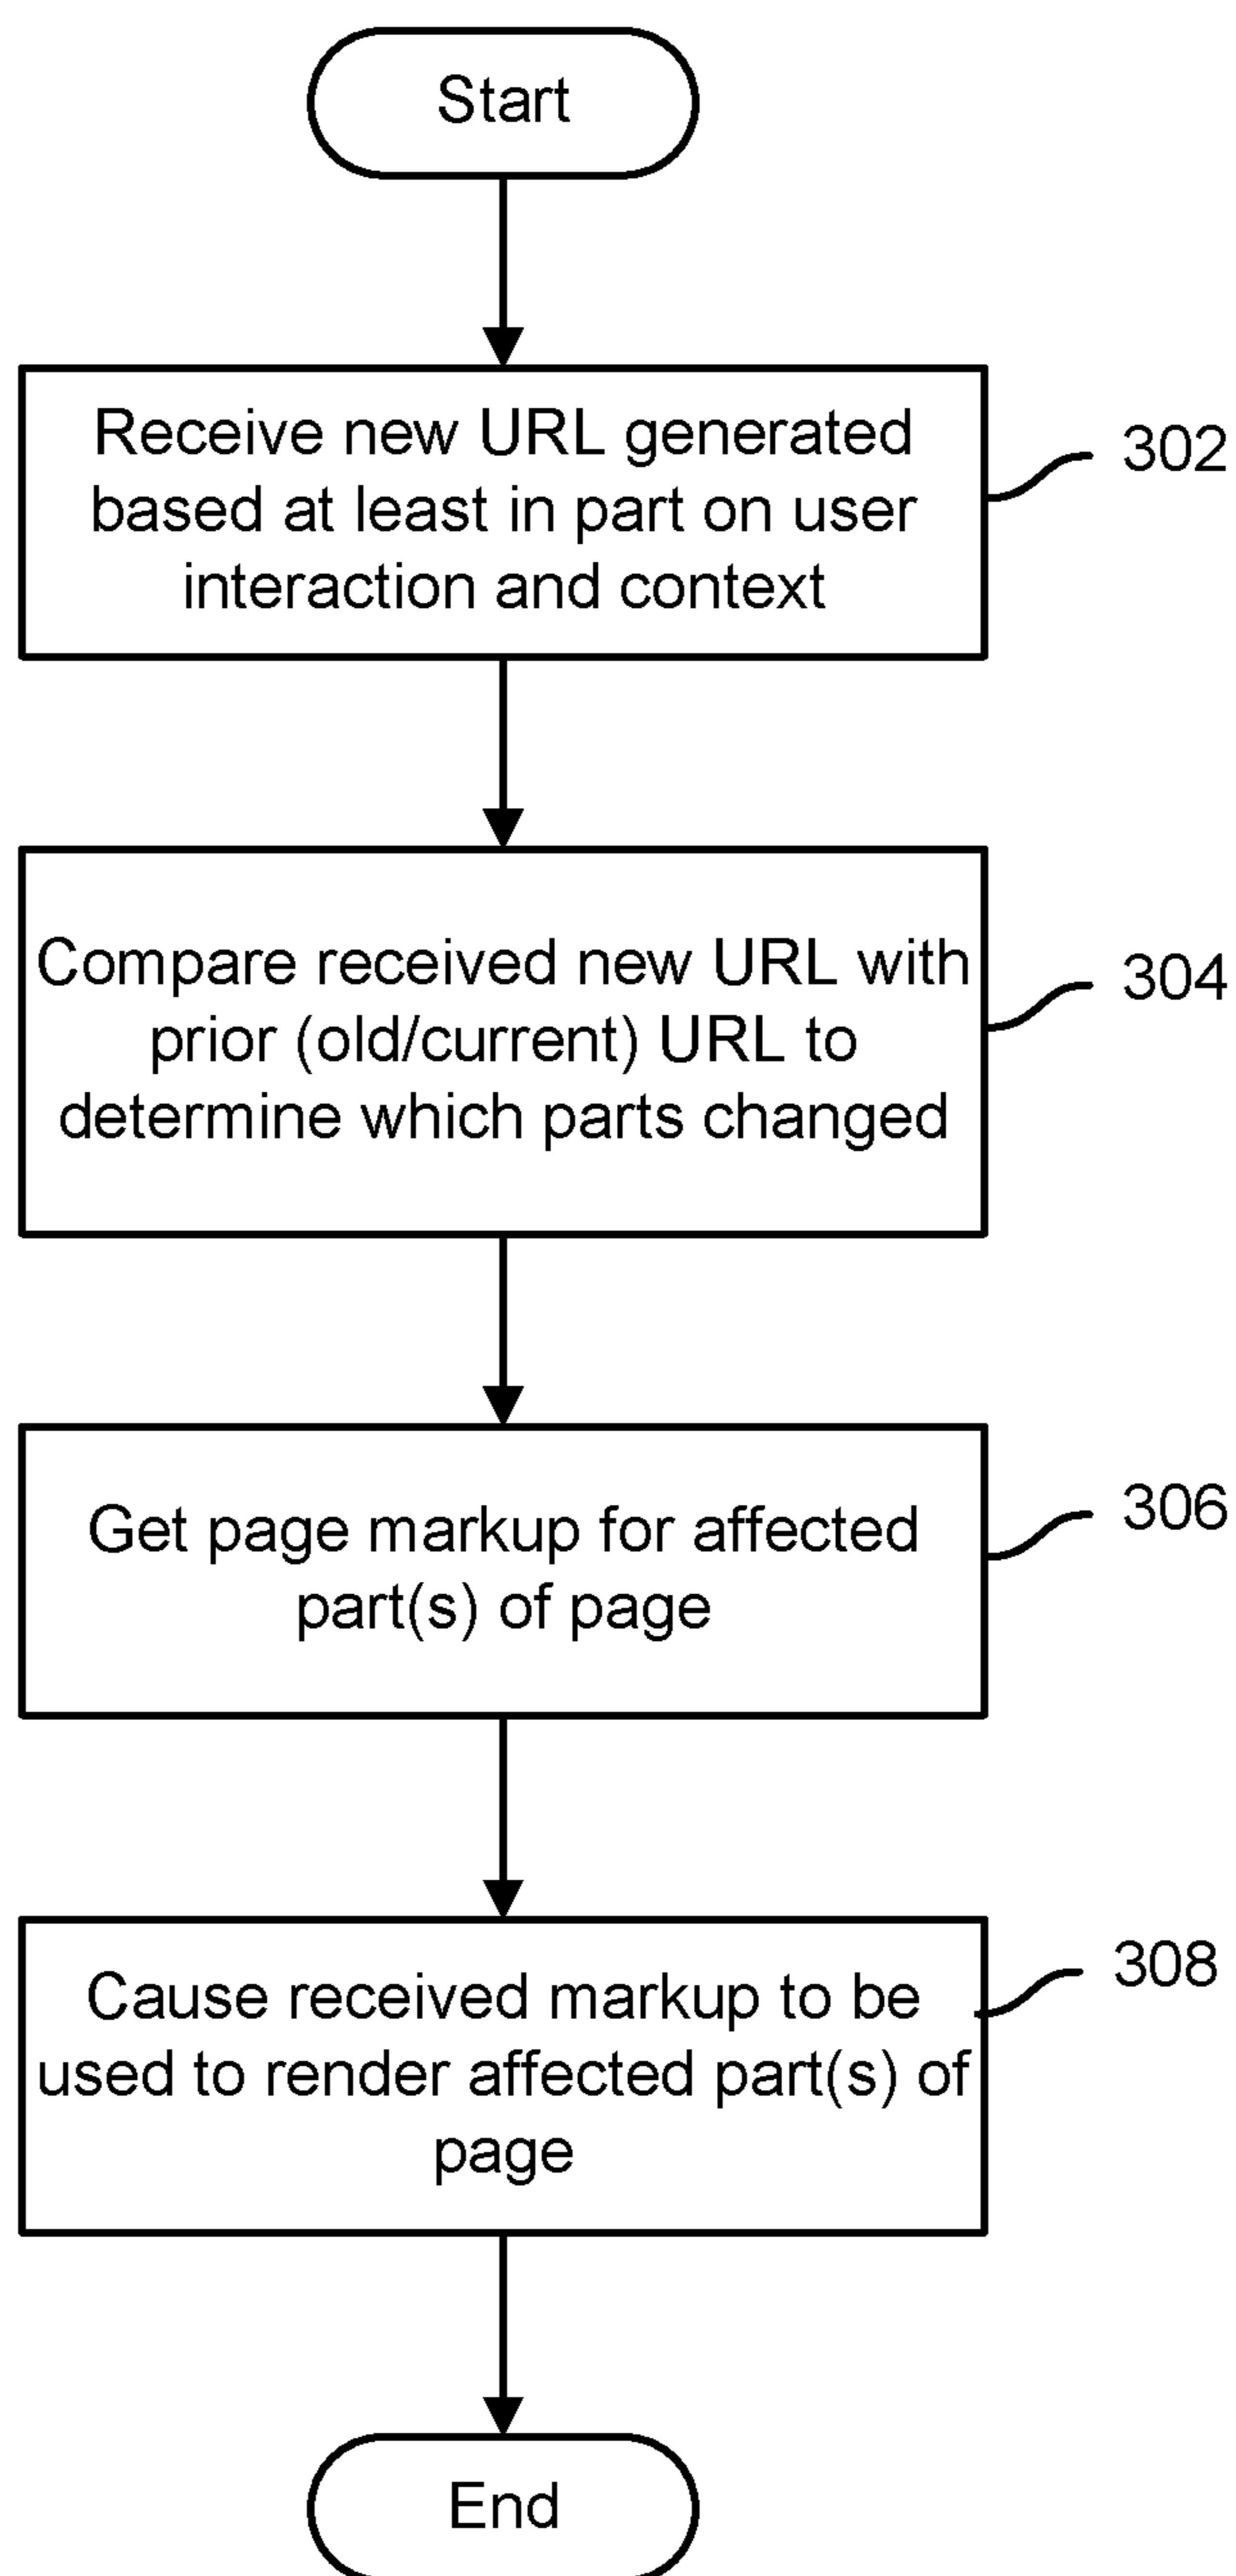 Start
Receive new URL generated
based at least in part on user
interaction and context
302
Compare received new URL with
prior (old/current) URL to
determine which parts changed
304
Get page markup for affected
part(s) of page
306
Cause received markup to be
used to render affected part(s) of
page
308
End